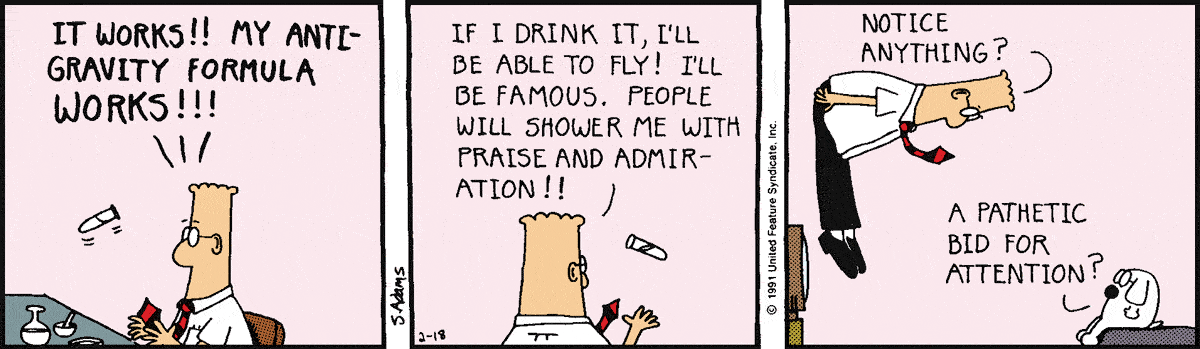 IT WORKS!! MY ANTI-
GRAVITY FORMULA
WORKS!!!
S. Adams
IF I DRINK IT, I'LL
BE ABLE TO FLY! I'LL
BE FAMOUS. PEOPLE
WILL SHOWER ME WITH
PRAISE AND ADMIR-
ATION!!
2-18
© 1991 United Feature Syndicate, Inc.
NOTICE
ANYTHING?
A PATHETIC
BID FOR
ATTENTION?